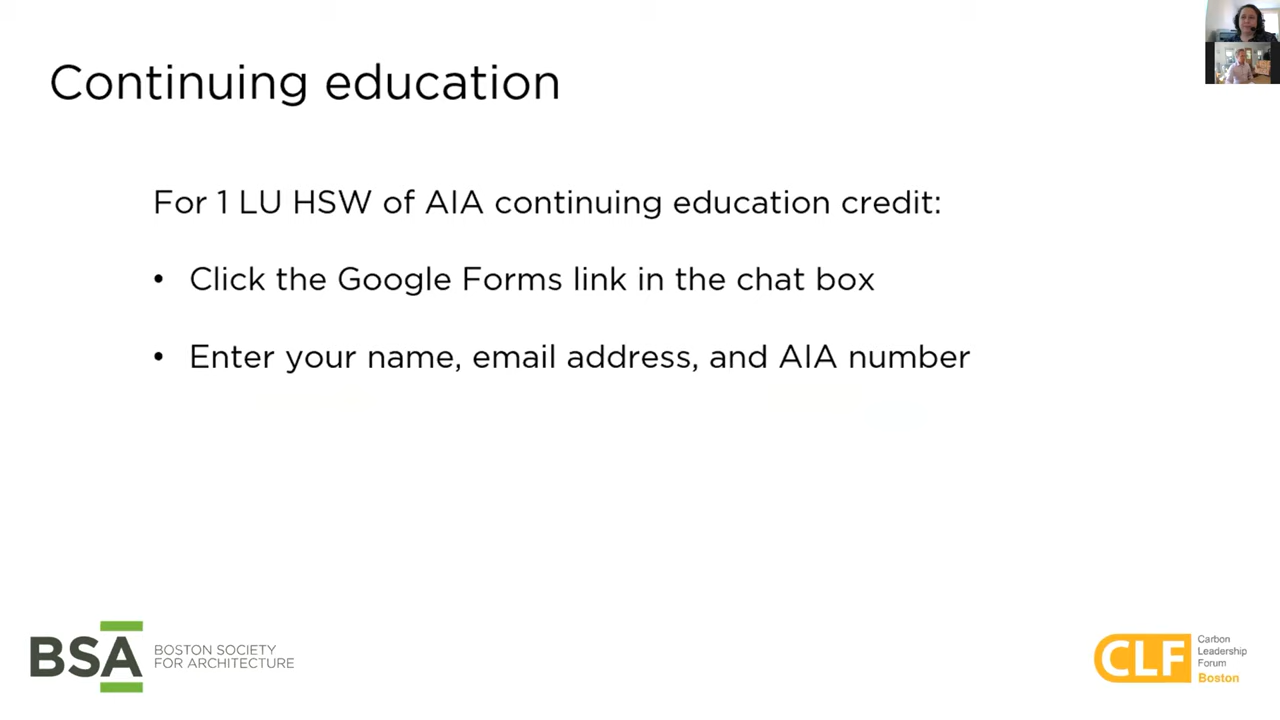 Continuing education
For 1 LU HSW of AIA continuing education credit:
• Click the Google Forms link in the chat box
• Enter your name, email address, and AIA number
BSA
BOSTON SOCIETY
FOR ARCHITECTURE
CLF
Carbon
Leadership
Forum
Boston